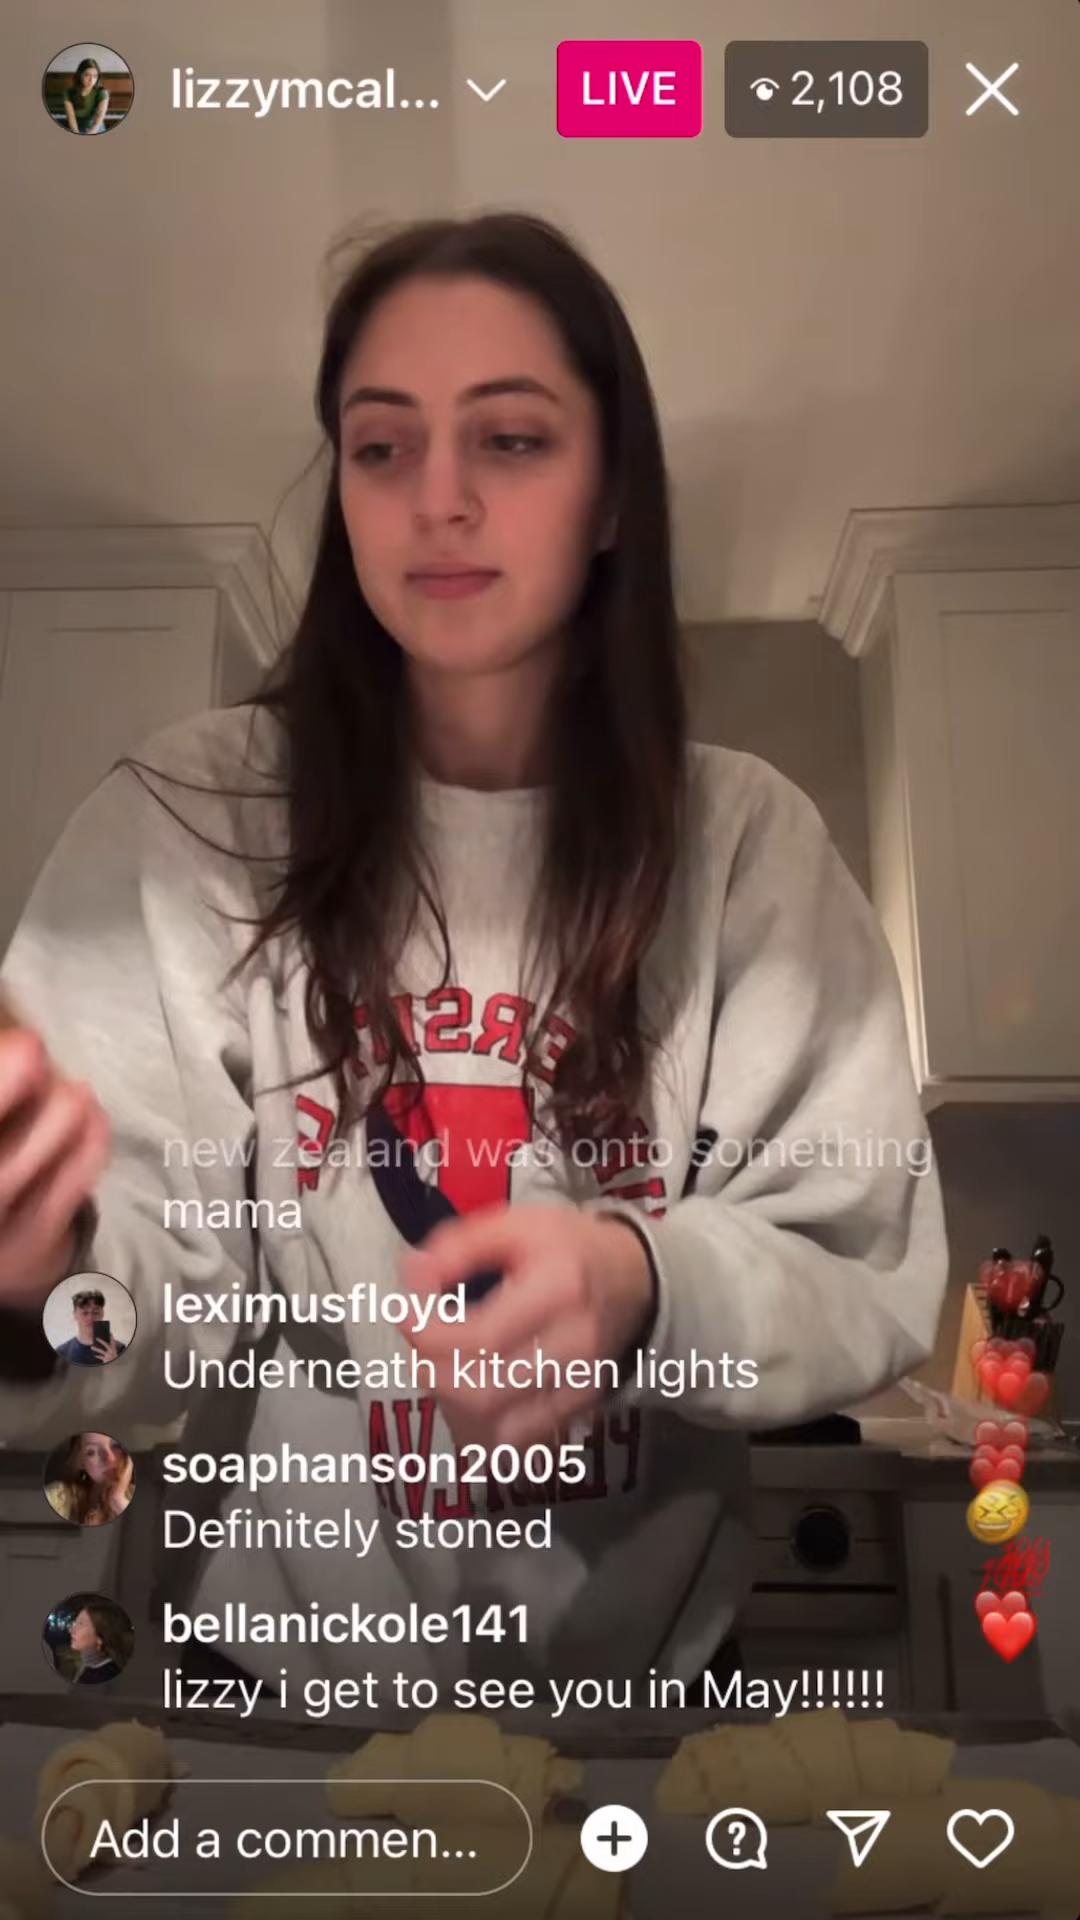 lizzymcal...
LIVE
2,108
new zealand was onto something
mama
leximusfloyd
Underneath kitchen lights
soaphanson2005
Definitely stoned
bellanickole141
lizzy i get to see you in May!!!!!!
Add a commen...